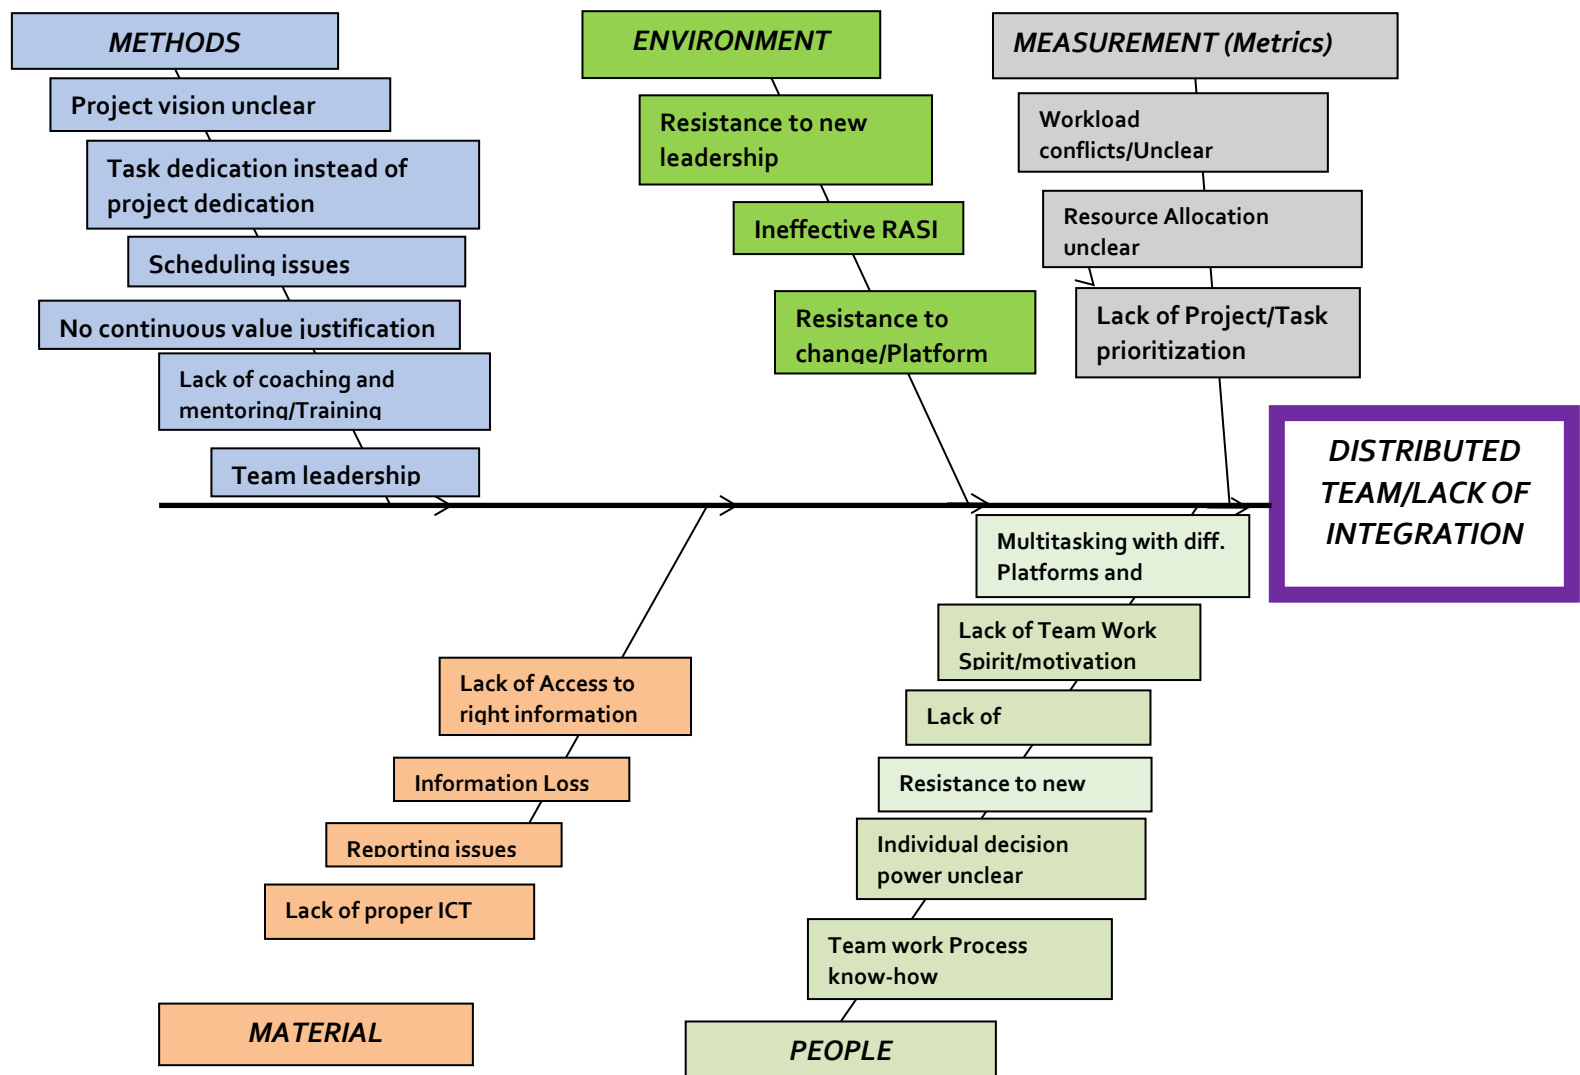 METHODS
Project vision unclear
Task dedication instead of
project dedication
Scheduling issues
No continuous value justification
Lack of coaching and
mentoring/Training
Team leadership
ENVIRONMENT
Resistance to new
leadership
Ineffective RASI
Resistance to
change/Platform
MEASUREMENT (Metrics)
Workload
conflicts/Unclear
Resource Allocation
unclear
Lack of Project/Task
prioritization
DISTRIBUTED
TEAM/LACK OF
INTEGRATION
Lack of Access to
right information
Information Loss
Reporting issues
Lack of proper ICT
MATERIAL
Multitasking with diff.
Platforms and
Lack of Team Work
Spirit/motivation
Lack of
Resistance to new
Individual decision
power unclear
Team work Process
know-how
PEOPLE